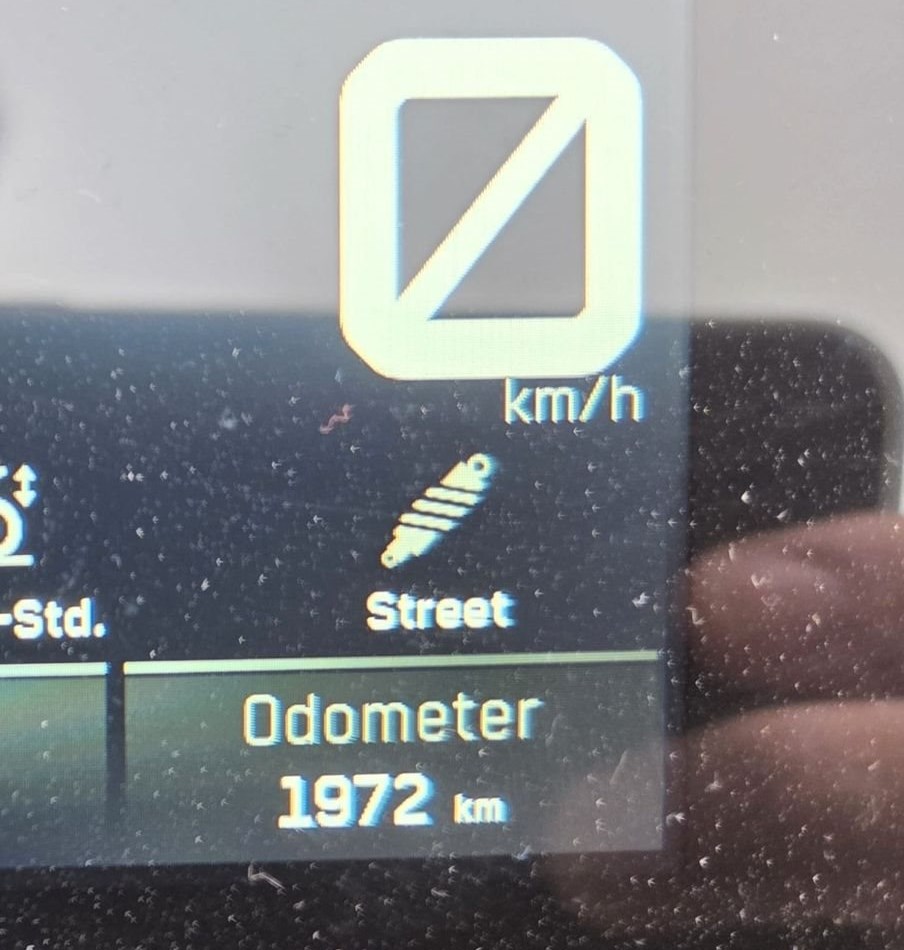 0
km/h
-Std.
Street
Odometer
1972 km